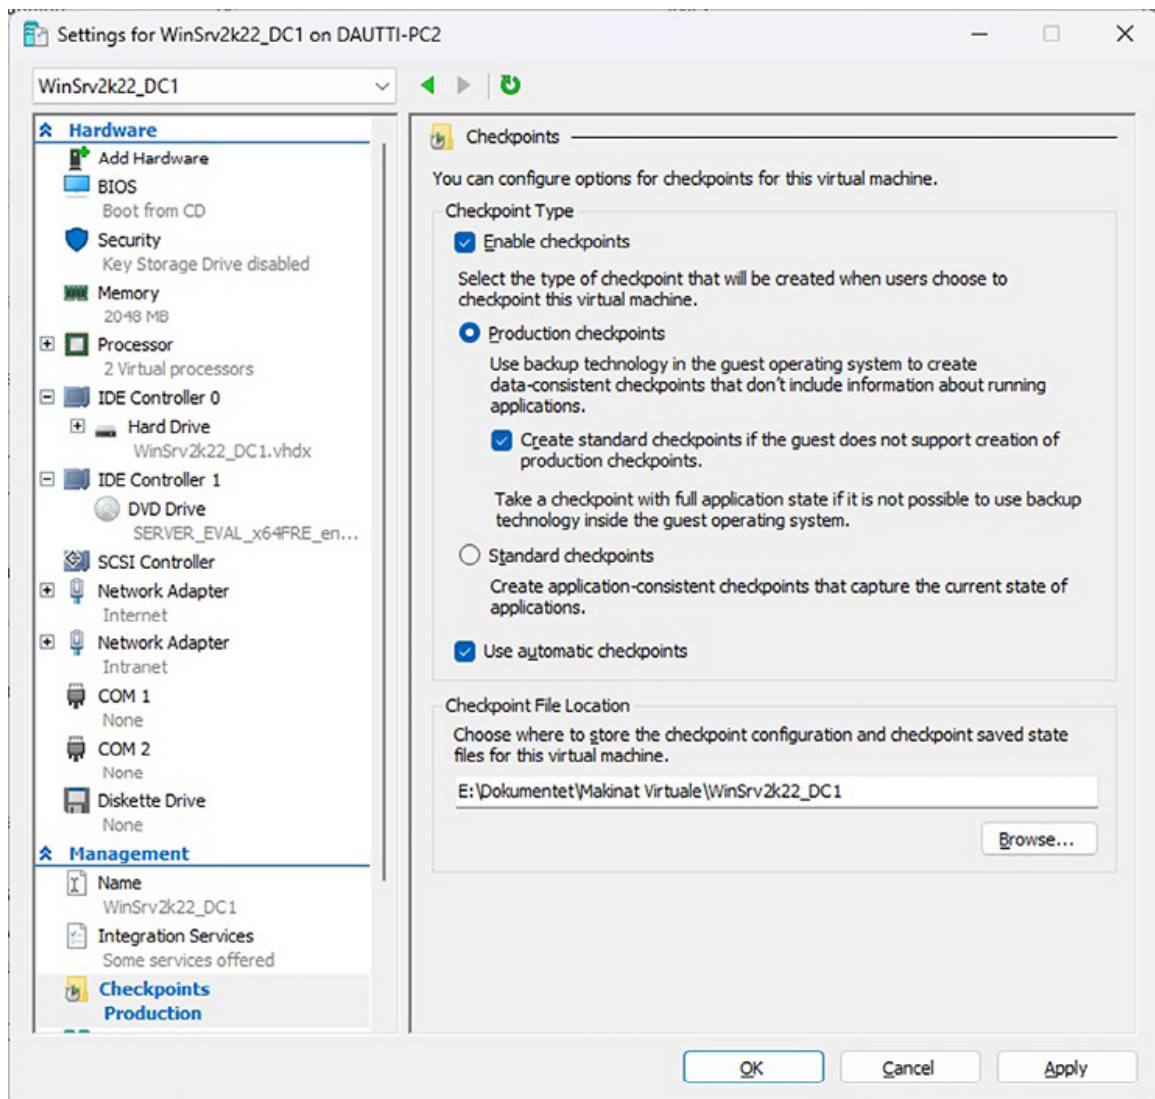 Settings for WinSrv2k22_DC1 on DAUTTI-PC2
WinSrv2k22_DC1
Hardware
Add Hardware
BIOS
Boot from CD
Security
Key Storage Drive disabled
Memory
2048 MB
Processor
2 Virtual processors
IDE Controller 0
Hard Drive
WinSrv2k22_DC1.vhdx
IDE Controller 1
DVD Drive
SERVER_EVAL_x64FRE_en...
SCSI Controller
Network Adapter
Internet
Network Adapter
Intranet
COM 1
None
COM 2
None
Diskette Drive
None
Management
Name
WinSrv2k22_DC1
Integration Services
Some services offered
Checkpoints
Production
Checkpoints
You can configure options for checkpoints for this virtual machine.
Checkpoint Type
Enable checkpoints
Select the type of checkpoint that will be created when users choose to
checkpoint this virtual machine.
Production checkpoints
Use backup technology in the guest operating system to create
data-consistent checkpoints that don't include information about running
applications.
Create standard checkpoints if the guest does not support creation of
production checkpoints.
Take a checkpoint with full application state if it is not possible to use backup
technology inside the guest operating system.
Standard checkpoints
Create application-consistent checkpoints that capture the current state of
applications.
Use automatic checkpoints
Checkpoint File Location
Choose where to store the checkpoint configuration and checkpoint saved state
files for this virtual machine.
E:\Dokumentet\Makinat Virtuale\WinSrv2k22_DC1
Browse...
OK
Cancel
Apply